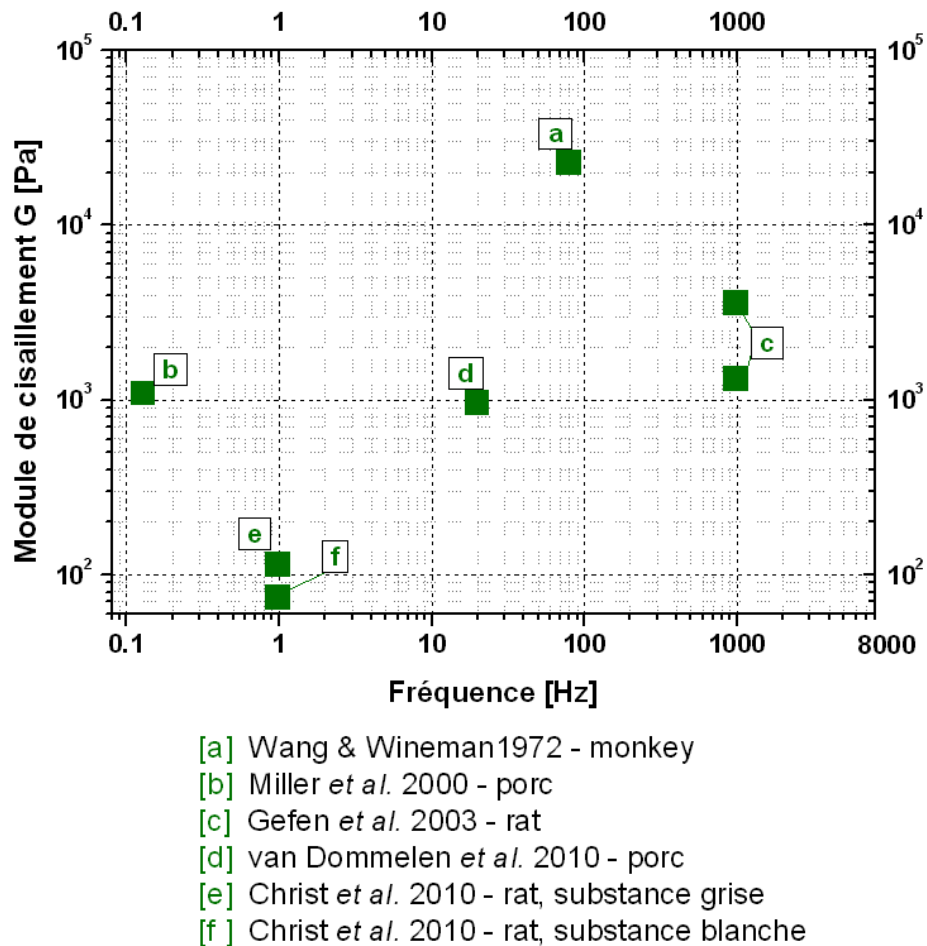 0.1 1 10 100 1000
10⁵ 10⁵
a
Module de cisaillement G [Pa]
10⁴ 10⁴
c
b d
10³ 10³
e f
10² 10²
0.1 1 10 100 1000 8000
Fréquence [Hz]
[a] Wang & Wineman1972 - monkey
[b] Miller et al. 2000 - porc
[c] Gefen et al. 2003 - rat
[d] van Dommelen et al. 2010 - porc
[e] Christ et al. 2010 - rat, substance grise
[f ] Christ et al. 2010 - rat, substance blanche